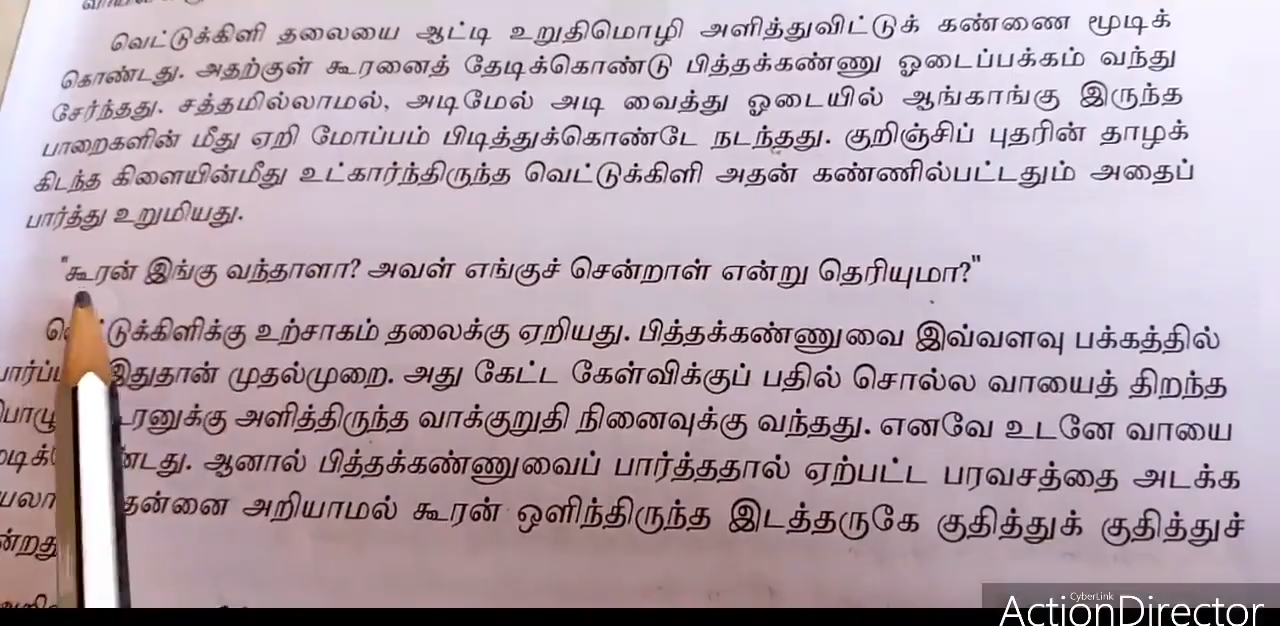 வெட்டுக்கிளி தலையை ஆட்டி உறுதிமொழி அளித்துவிட்டுக் கண்ணை மூடிக்
கொண்டது. அதற்குள் கூரனைத் தேடிக்கொண்டு பித்தக்கண்ணு ஓடைப்பக்கம் வந்து
சேர்ந்தது. சத்தமில்லாமல், அடிமேல் அடி வைத்து ஓடையில் ஆங்காங்கு இருந்த
பாறைகளின் மீது ஏறி மோப்பம் பிடித்துக்கொண்டே நடந்தது. குறிஞ்சிப் புதரின் தாழக்
கிடந்த கிளையின்மீது உட்கார்ந்திருந்த வெட்டுக்கிளி அதன் கண்ணில்பட்டதும் அதைப்
பார்த்து உறுமியது.
"கூரன் இங்கு வந்தாளா? அவள் எங்குச் சென்றாள் என்று தெரியுமா?"
உற்சாகம் தலைக்கு ஏறியது. பித்தக்கண்ணுவை இவ்வளவு பக்கத்தில்
இதுதான் முதல்முறை. அது கேட்ட கேள்விக்குப் பதில் சொல்ல வாயைத் திறந்த
அளித்திருந்த வாக்குறுதி நினைவுக்கு வந்தது. எனவே உடனே வாயை
ஆனால் பித்தக்கண்ணுவைப் பார்த்ததால் ஏற்பட்ட பரவசத்தை அடக்க
தன்னை அறியாமல் கூரன் ஒளிந்திருந்த இடத்தருகே குதித்துக் குதித்துச்
CyberLink
ActionDirector